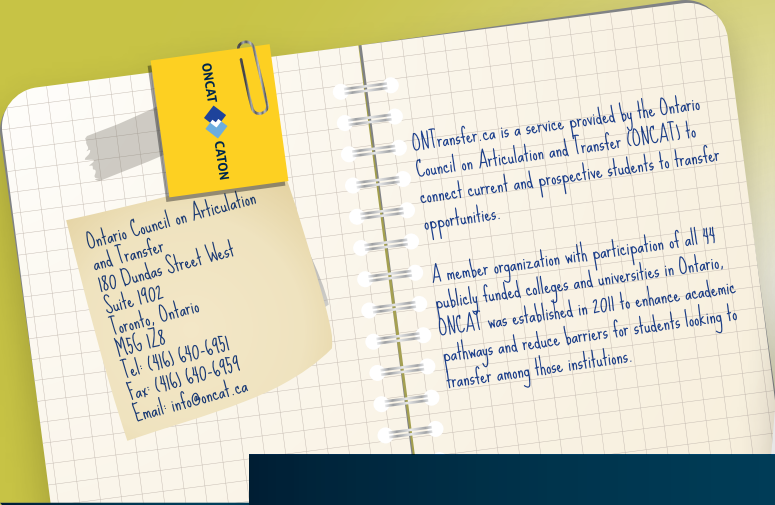 ONCAT
CATON
Ontario Council on Articulation
and Transfer
180 Dundas Street West
Suite 1902
Toronto, Ontario
M5G 1Z8
Tel: (416) 640-6951
Fax: (416) 640-6959
Email: info@oncat.ca
ONTransfer.ca is a service provided by the Ontario
Council on Articulation and Transfer (ONCAT) to
connect current and prospective students to transfer
opportunities.
A member organization with participation of all 44
publicly funded colleges and universities in Ontario,
ONCAT was established in 2011 to enhance academic
pathways and reduce barriers for students looking to
transfer among those institutions.